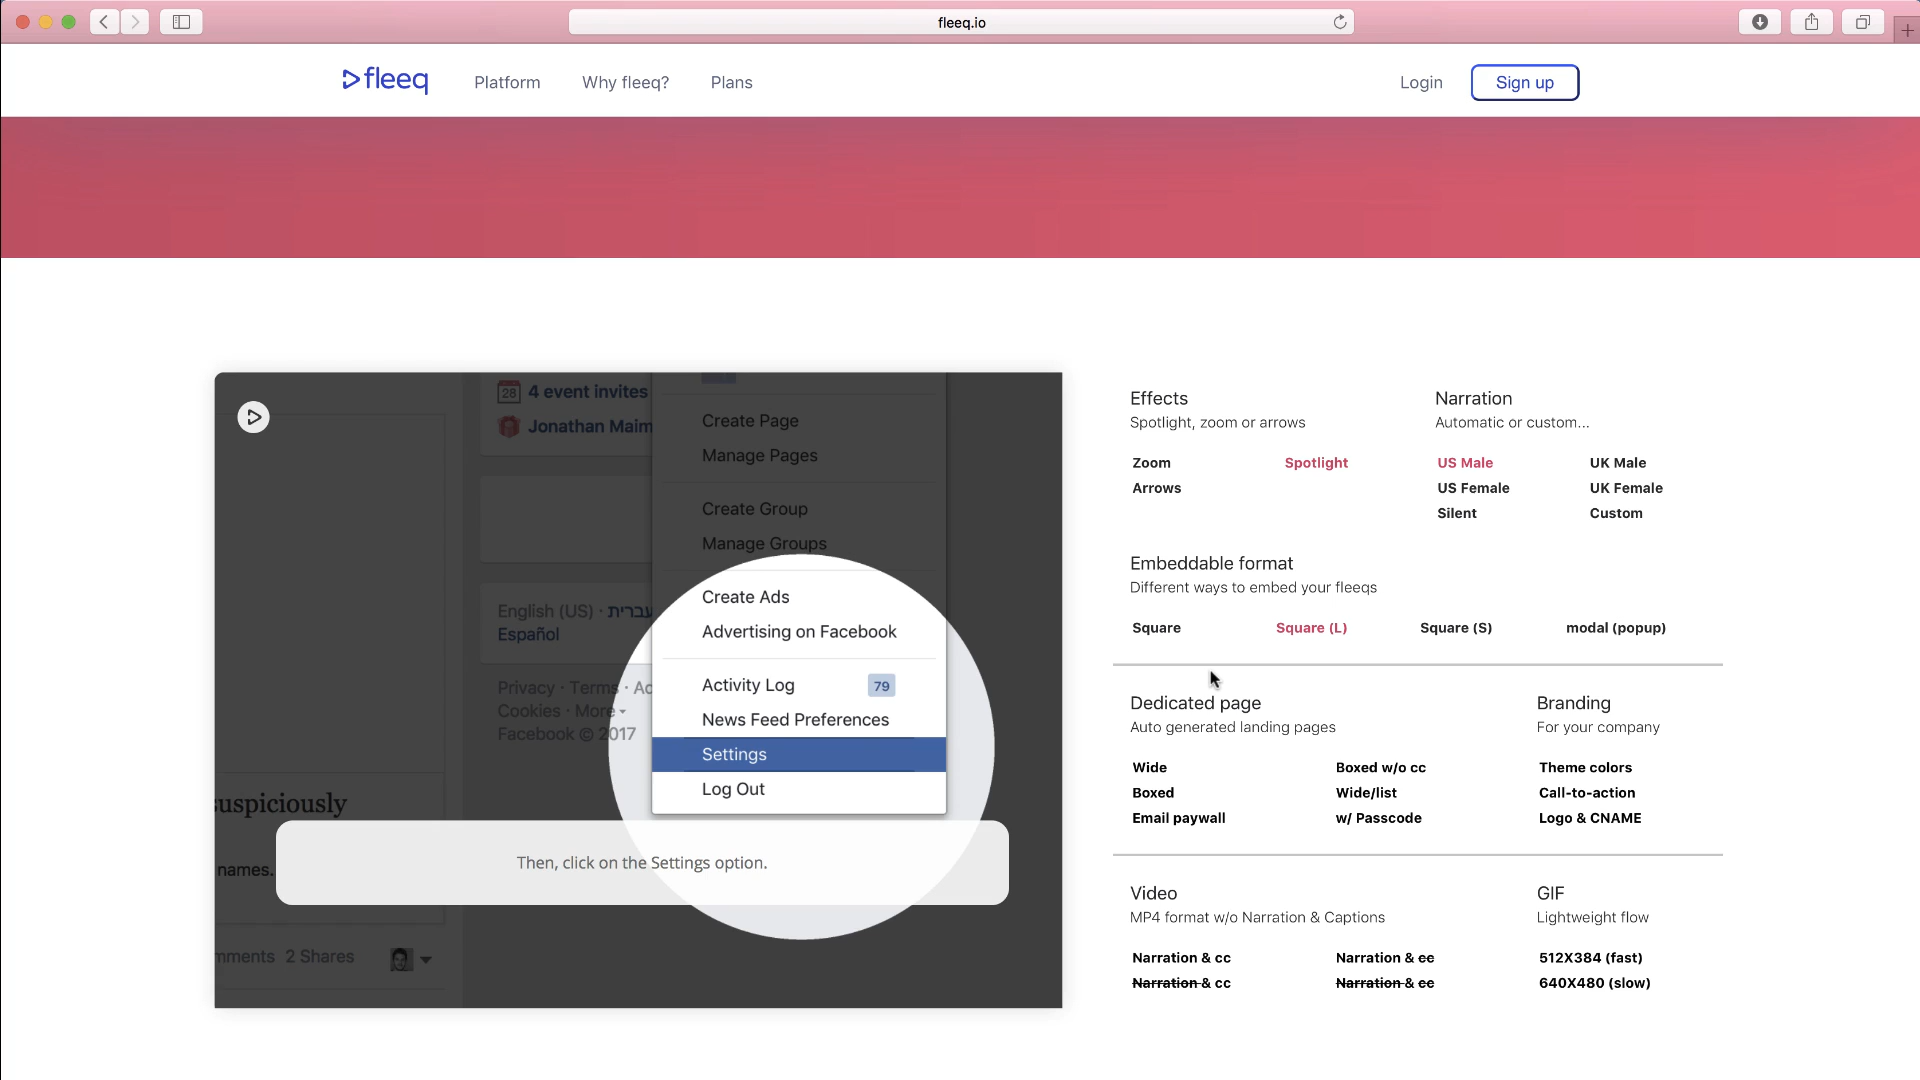 fleeq.io
fleeq
Platform
Why fleeq?
Plans
Login
Sign up
28
4 event invites
Jonathan Maim
English (US) ·
Español
Privacy · Terms ·
Cookies · More
Facebook © 2017
suspiciously
names.
2 Shares
Create Page
Manage Pages
Create Group
Manage Groups
Create Ads
Advertising on Facebook
Activity Log
79
News Feed Preferences
Settings
Log Out
Then, click on the Settings option.
Effects
Spotlight, zoom or arrows
Zoom
Spotlight
Arrows
Narration
Automatic or custom...
US Male
UK Male
US Female
UK Female
Silent
Custom
Embeddable format
Different ways to embed your fleeqs
Square
Square (L)
Square (S)
modal (popup)
Dedicated page
Auto generated landing pages
Wide
Boxed w/o cc
Boxed
Wide/list
Email paywall
w/ Passcode
Branding
For your company
Theme colors
Call-to-action
Logo & CNAME
Video
MP4 format w/o Narration & Captions
Narration & cc
Narration & cc
Narration & cc
Narration & cc
GIF
Lightweight flow
512X384 (fast)
640X480 (slow)